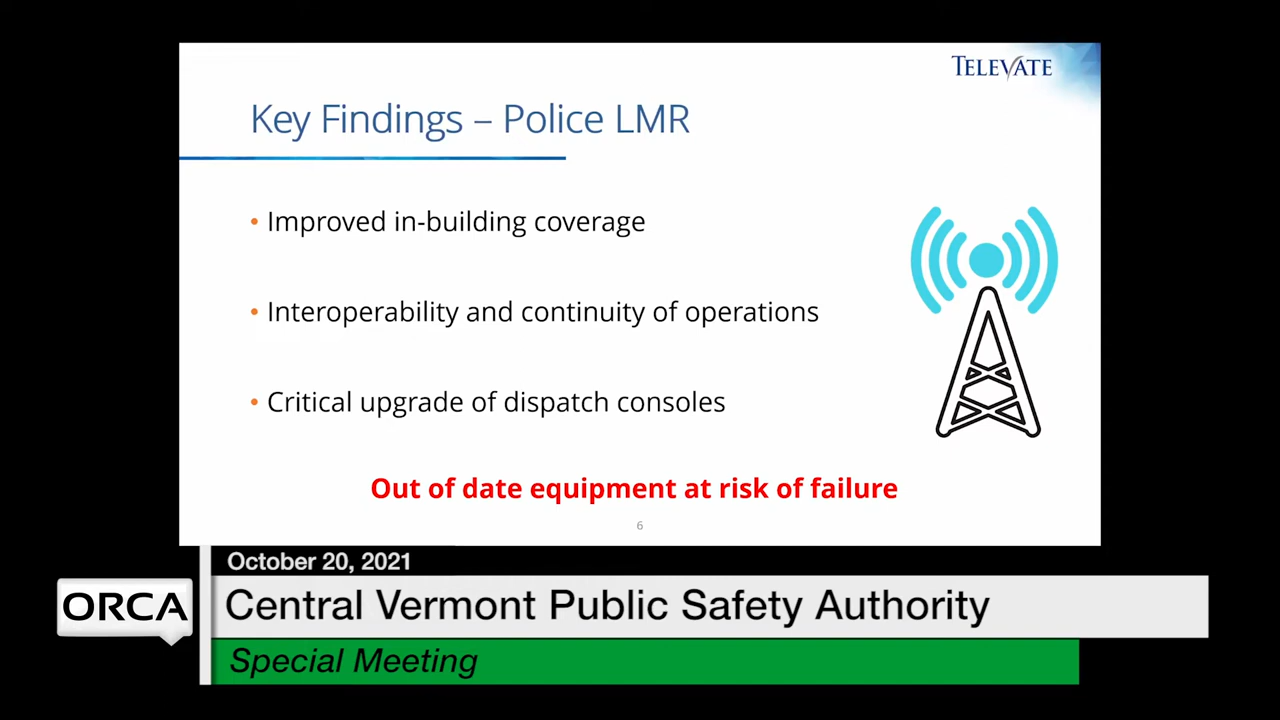 TELEVATE
Key Findings – Police LMR
• Improved in-building coverage
• Interoperability and continuity of operations
• Critical upgrade of dispatch consoles
Out of date equipment at risk of failure
6
October 20, 2021
ORCA
Central Vermont Public Safety Authority
Special Meeting